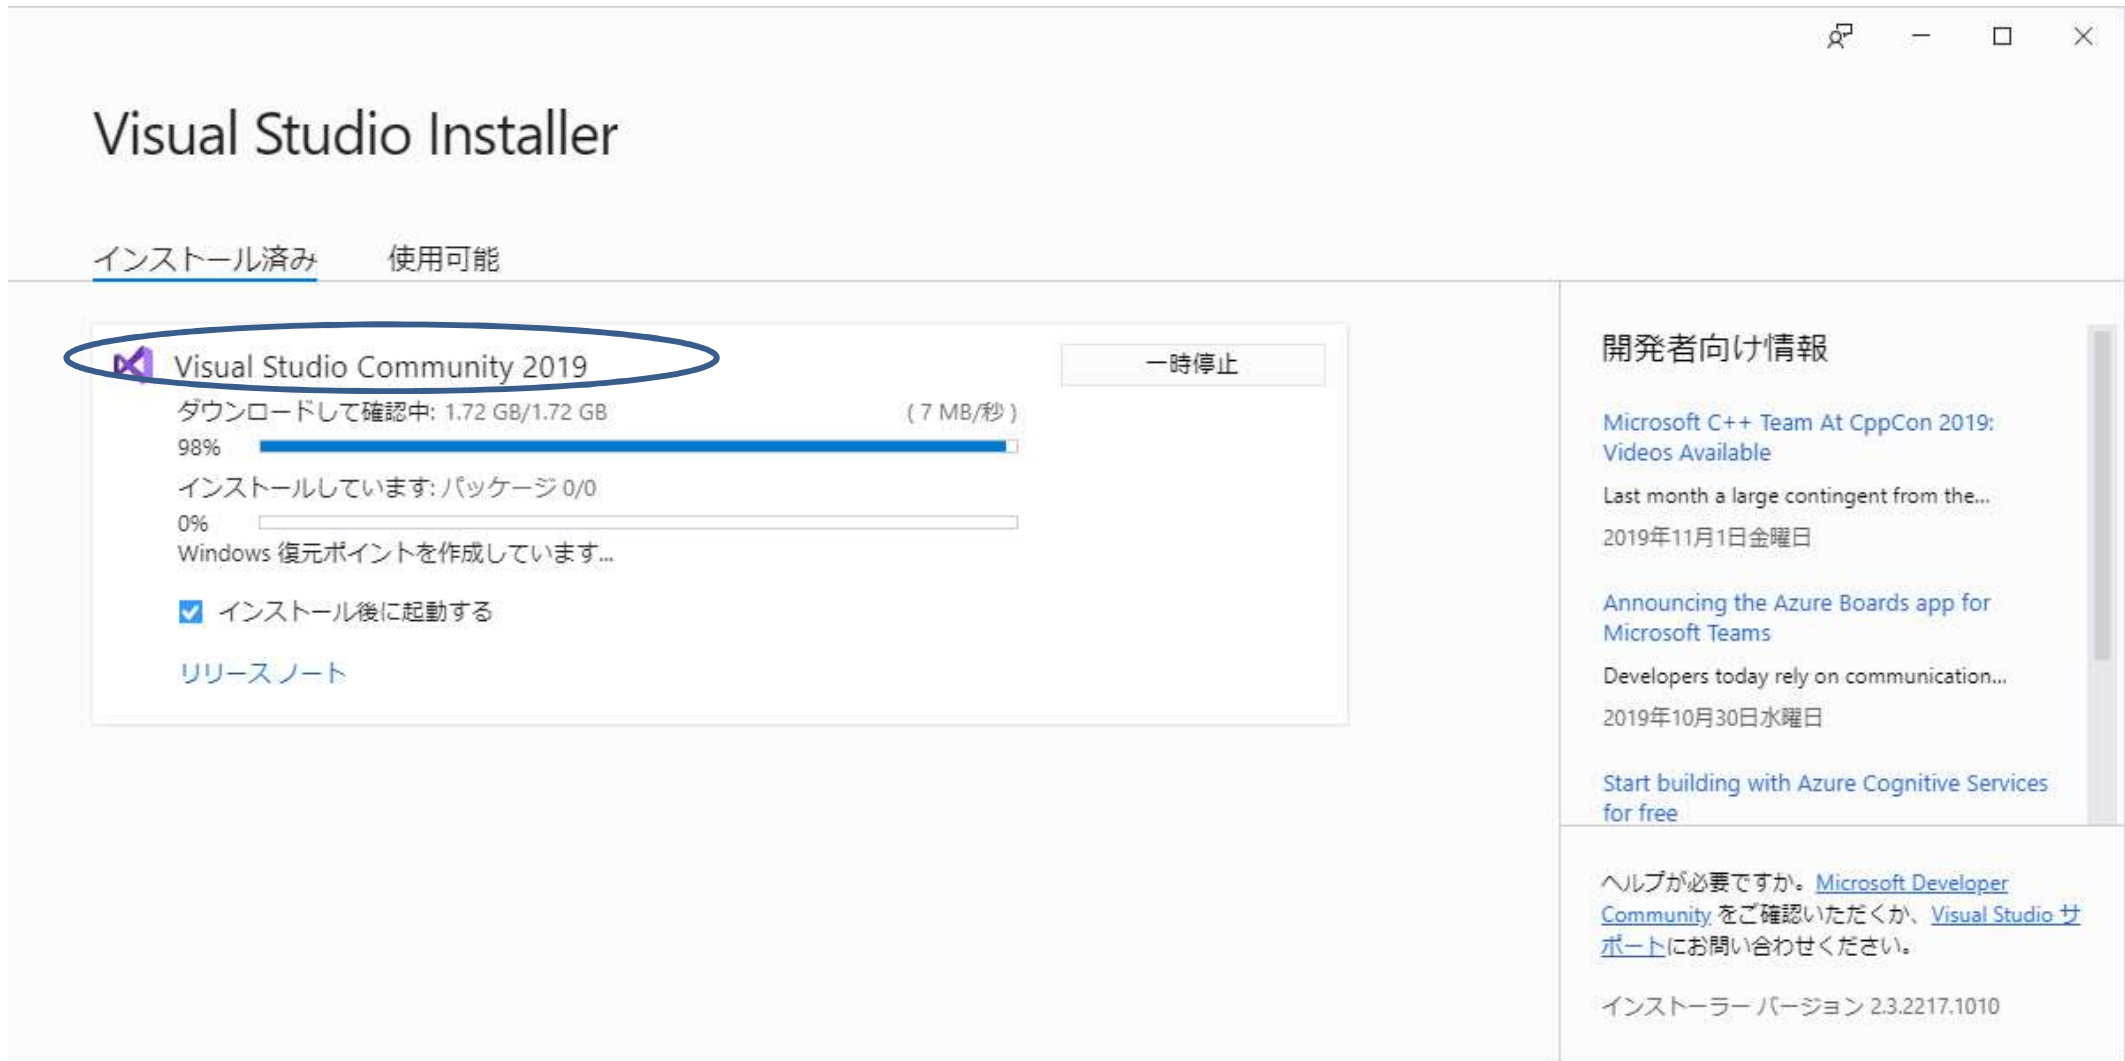 Visual Studio Installer
インストール済み 使用可能
Visual Studio Community 2019
一時停止
ダウンロードして確認中: 1.72 GB/1.72 GB (7 MB/秒)
98%
インストールしています: パッケージ 0/0
0%
Windows 復元ポイントを作成しています...
インストール後に起動する
リリース ノート
開発者向け情報
Microsoft C++ Team At CppCon 2019:
Videos Available
Last month a large contingent from the...
2019年11月1日金曜日
Announcing the Azure Boards app for
Microsoft Teams
Developers today rely on communication...
2019年10月30日水曜日
Start building with Azure Cognitive Services
for free
ヘルプが必要ですか。Microsoft Developer
Community をご確認いただくか、Visual Studio サ
ポートにお問い合わせください。
インストーラー バージョン 2.3.2217.1010